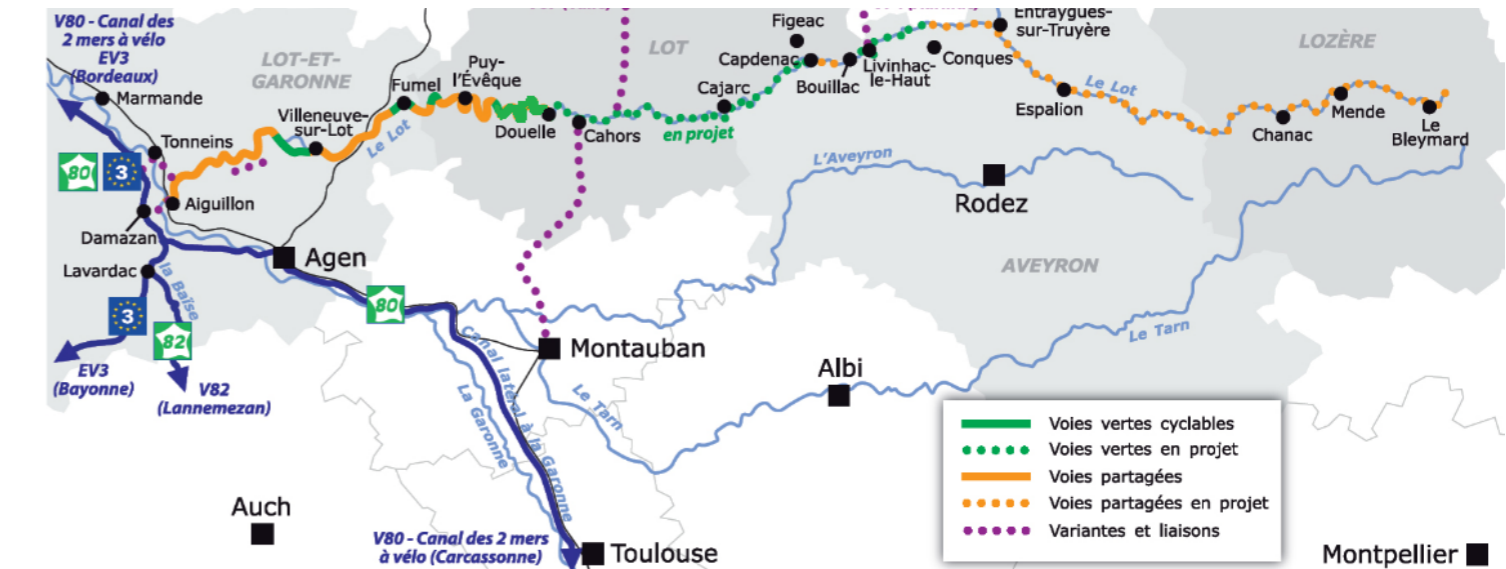 V80 - Canal des
2 mers à vélo
EV3
(Bordeaux)
LOT-ET-
GARONNE
LOT
Figeac
Entraygues-
sur-Truyère
LOZÈRE
Marmande
Tonneins
Villeneuve-
sur-Lot
Fumel
Puy-
l'Évêque
Le Lot
Douelle
Cahors
Cajarc
en projet
Capdenac
Bouillac
Livinhac-
le-Haut
Conques
Espalion
Le Lot
Chanac
Mende
Le
Bleymard
80
3
Aiguillon
Damazan
Lavardac
la Baïse
Agen
L'Aveyron
Rodez
AVEYRON
3
82
80
EV3
(Bayonne)
V82
(Lannemezan)
Canal latéral à la Garonne
La Garonne
Montauban
Le Tarn
Albi
Le Tarn
Auch
V80 - Canal des 2 mers
à vélo (Carcassonne)
Toulouse
Montpellier
Voies vertes cyclables
Voies vertes en projet
Voies partagées
Voies partagées en projet
Variantes et liaisons